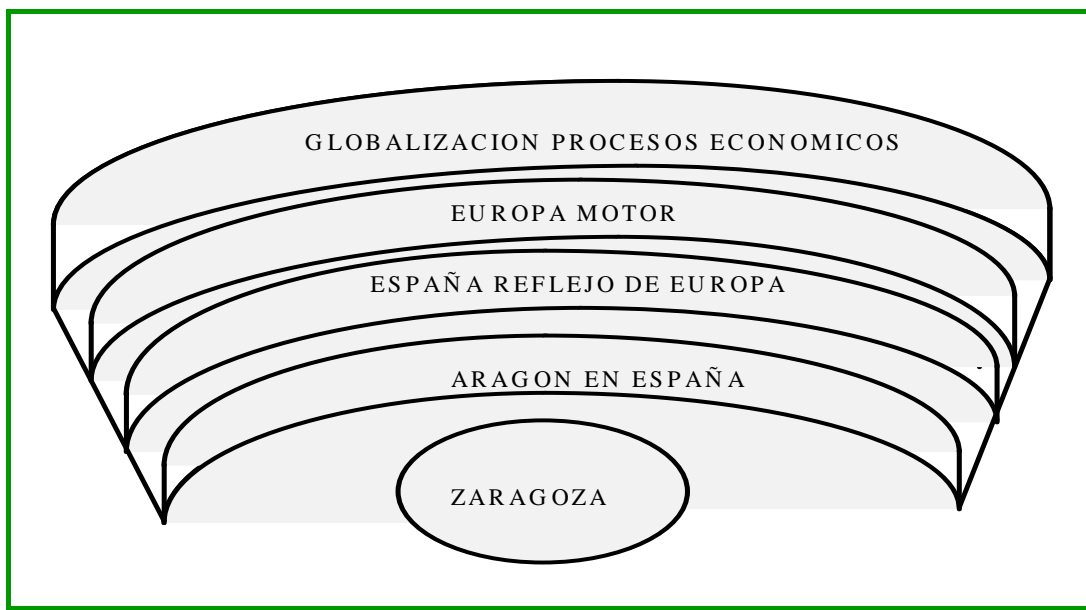 GLOBALIZACION PROCESOS ECONOMICOS
EUROPA MOTOR
ESPAÑA REFLEJO DE EUROPA
ARAGON EN ESPAÑA
ZARAGOZA